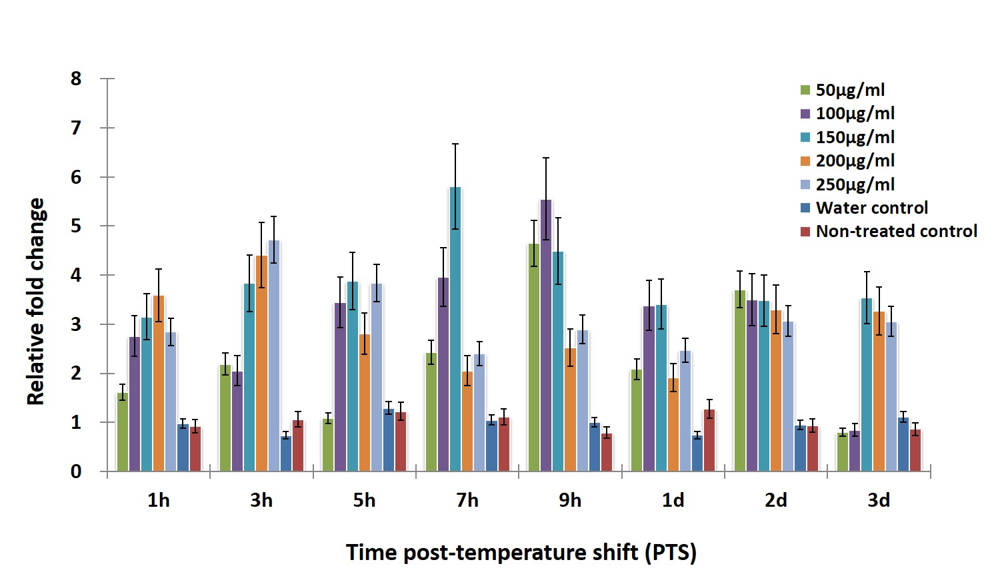 8
7
6
5
4
3
2
1
0
Relative fold change
50µg/ml
100µg/ml
150µg/ml
200µg/ml
250µg/ml
Water control
Non-treated control
1h 3h 5h 7h 9h 1d 2d 3d
Time post-temperature shift (PTS)